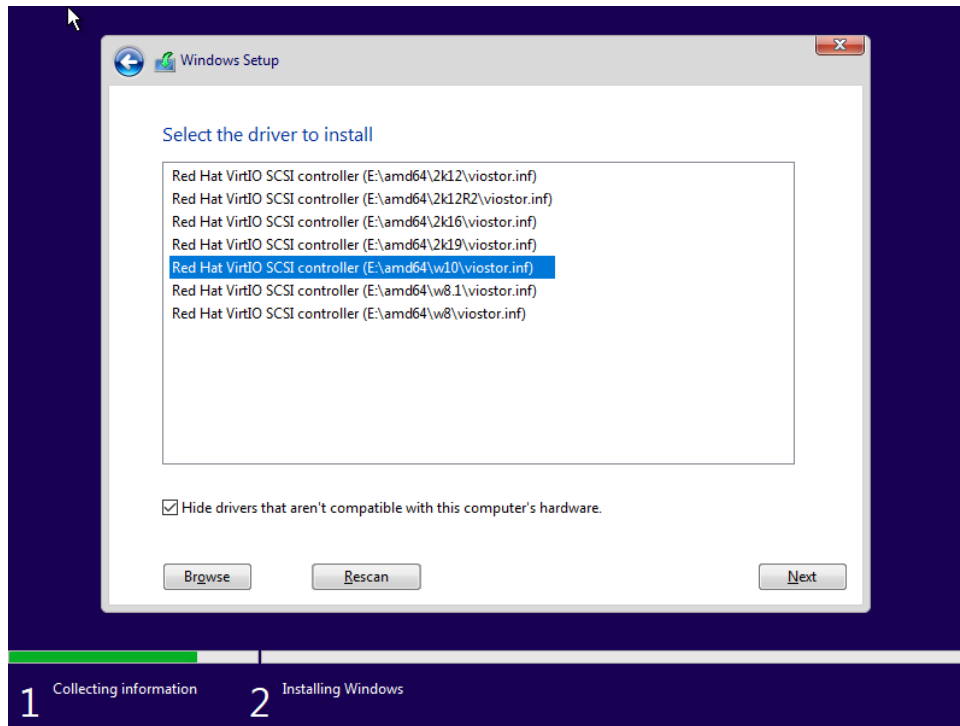 Windows Setup
Select the driver to install
Red Hat VirtIO SCSI controller (E:\amd64\2k12\viostor.inf)
Red Hat VirtIO SCSI controller (E:\amd64\2k12R2\viostor.inf)
Red Hat VirtIO SCSI controller (E:\amd64\2k16\viostor.inf)
Red Hat VirtIO SCSI controller (E:\amd64\2k19\viostor.inf)
Red Hat VirtIO SCSI controller (E:\amd64\w10\viostor.inf)
Red Hat VirtIO SCSI controller (E:\amd64\w8.1\viostor.inf)
Red Hat VirtIO SCSI controller (E:\amd64\w8\viostor.inf)
Hide drivers that aren't compatible with this computer's hardware.
Browse Rescan Next
1 Collecting information 2 Installing Windows